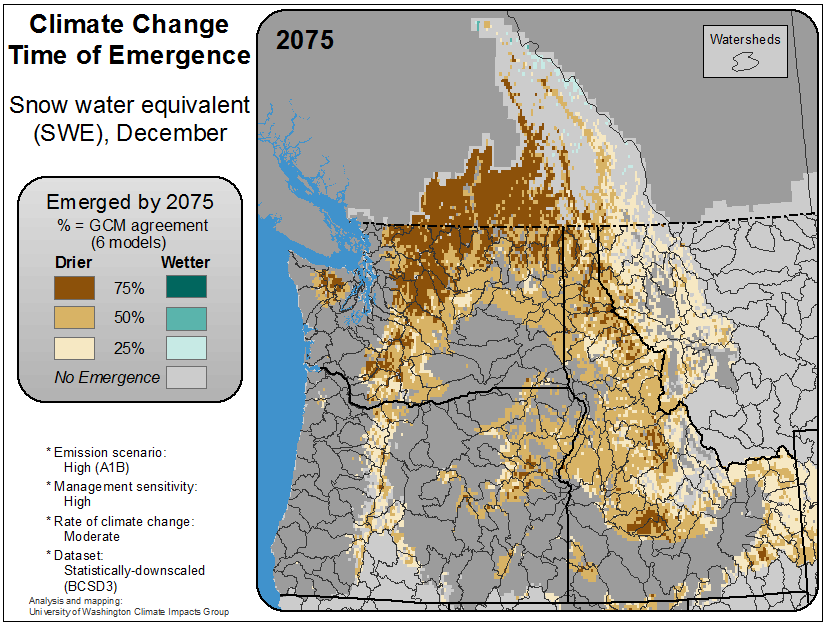 Climate Change
Time of Emergence
Snow water equivalent
(SWE), December
2075
Watersheds
Emerged by 2075
% = GCM agreement
(6 models)
Drier Wetter
75%
50%
25%
No Emergence
* Emission scenario:
High (A1B)
* Management sensitivity:
High
* Rate of climate change:
Moderate
* Dataset:
Statistically-downscaled
(BCSD3)
Analysis and mapping:
University of Washington Climate Impacts Group